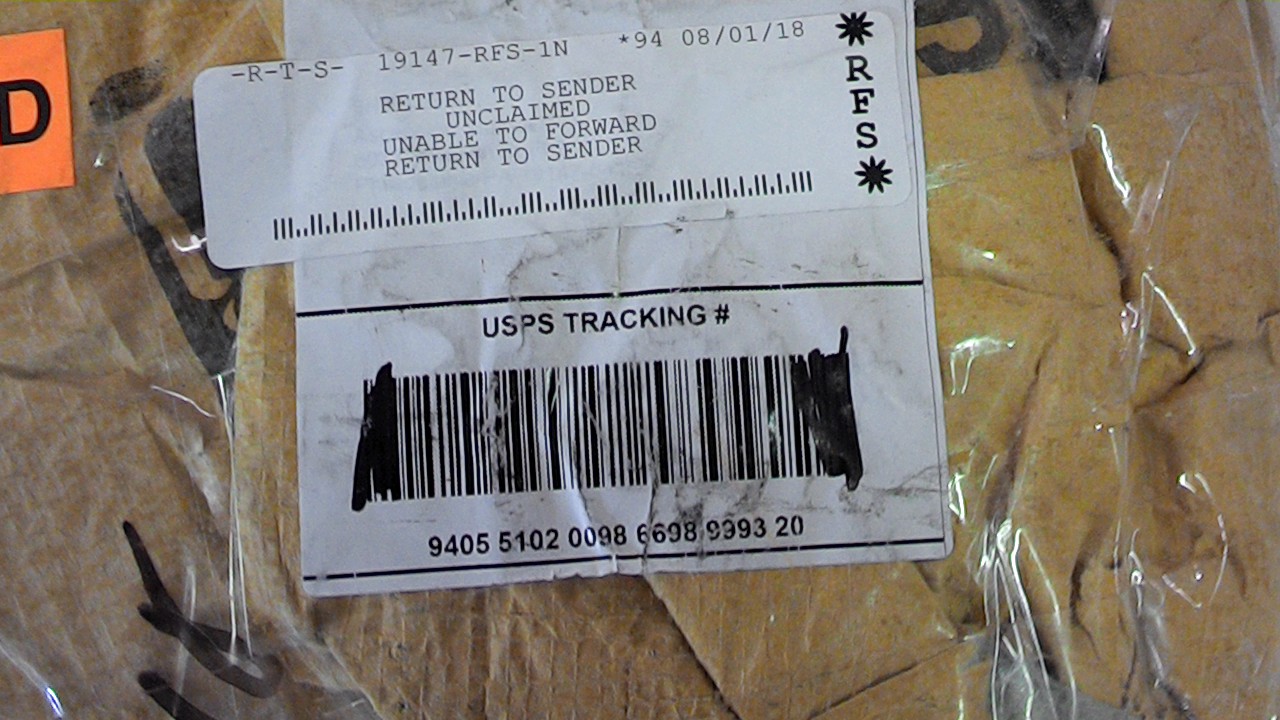 D
-R-T-S- 19147-RFS-1N *94 08/01/18
RETURN TO SENDER
UNCLAIMED
UNABLE TO FORWARD
RETURN TO SENDER
*RFS*
USPS TRACKING #
9405 5102 0098 6698 9993 20